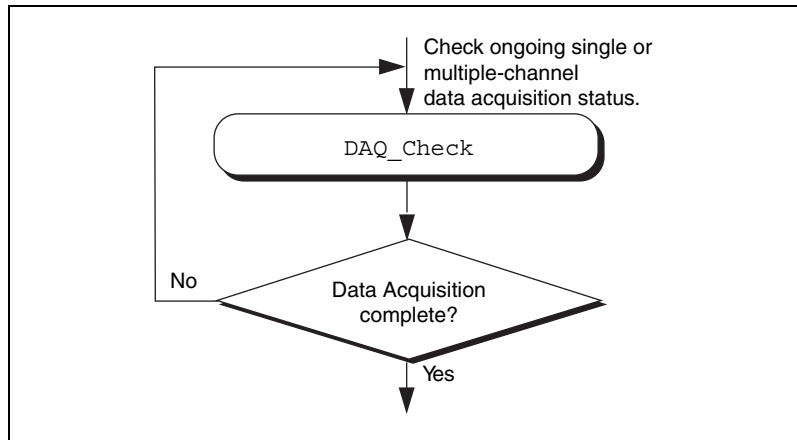 Check ongoing single or
multiple-channel
data acquisition status.
DAQ_Check
No
Data Acquisition
complete?
Yes